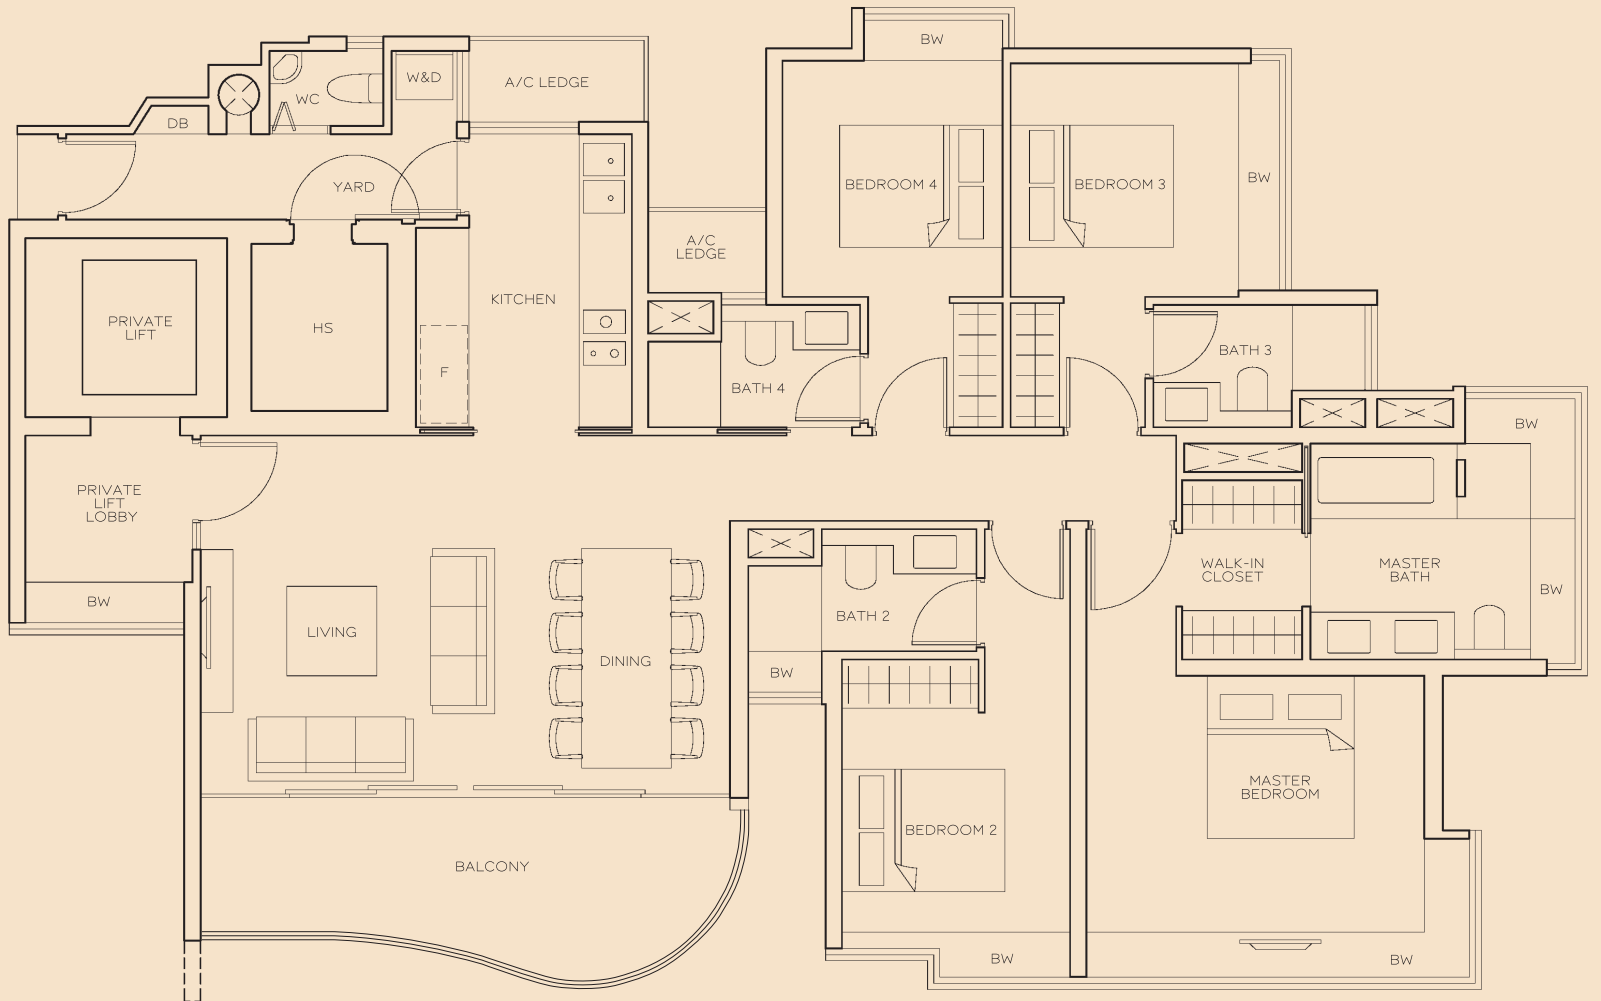 BW
W&D
A/C LEDGE
WC
DB
BW
YARD
BEDROOM 4
BEDROOM 3
A/C
LEDGE
KITCHEN
PRIVATE
LIFT
HS
BATH 3
F
BATH 4
BW
PRIVATE
LIFT
LOBBY
WALK-IN
CLOSET
MASTER
BATH
BW
BW
BATH 2
LIVING
DINING
BW
MASTER
BEDROOM
BEDROOM 2
BALCONY
BW
BW